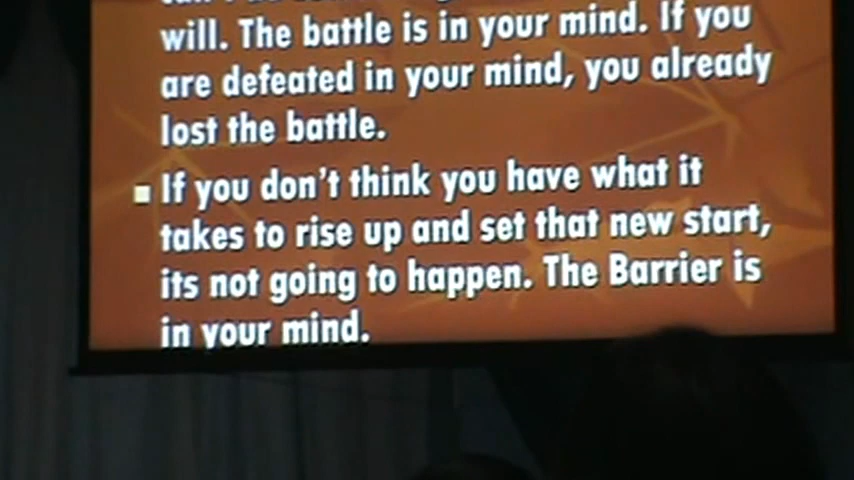 will. The battle is in your mind. If you
are defeated in your mind, you already
lost the battle.
If you don't think you have what it
takes to rise up and set that new start,
its not going to happen. The Barrier is
in your mind.